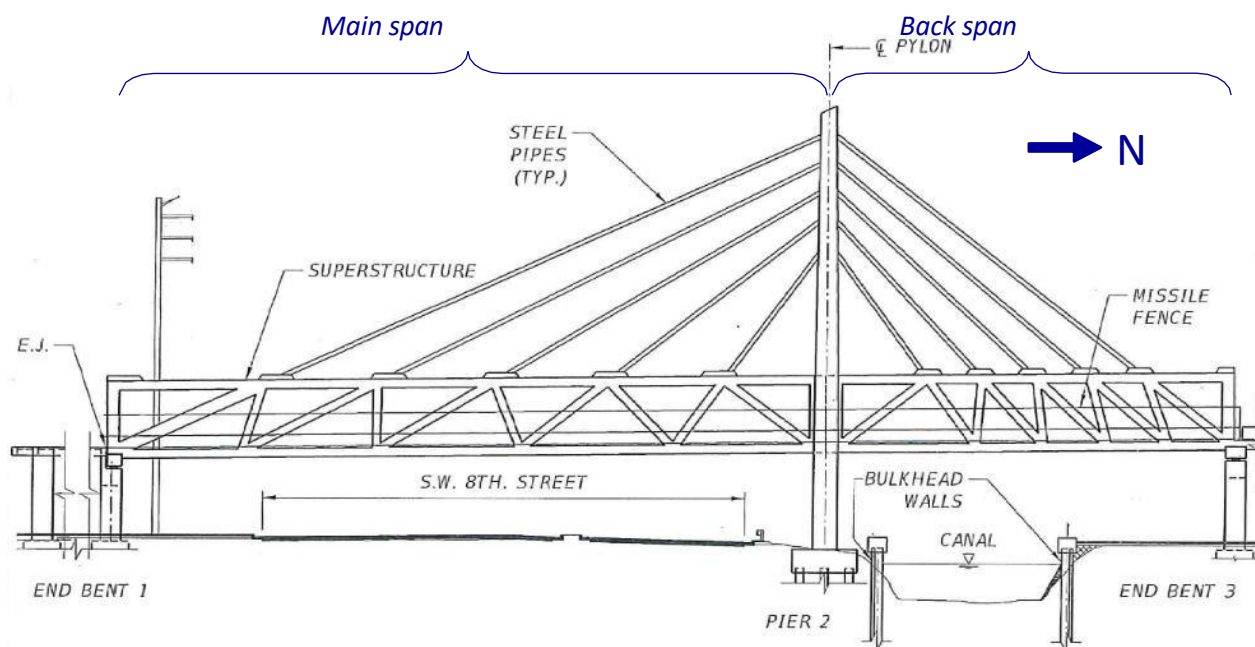 Main span
Back span
℄ PYLON
N
STEEL
PIPES
(TYP.)
SUPERSTRUCTURE
MISSILE
FENCE
E.J.
S.W. 8TH. STREET
BULKHEAD
WALLS
CANAL
END BENT 1
PIER 2
END BENT 3